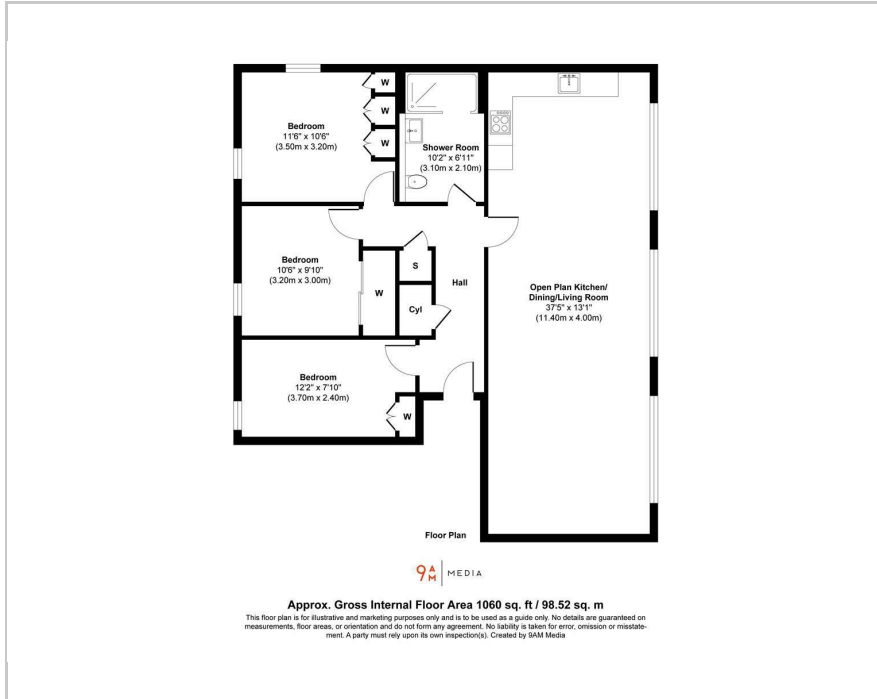 W
W
W
Bedroom
11'6" x 10'6"
(3.50m x 3.20m)
Shower Room
10'2" x 6'11"
(3.10m x 2.10m)
Bedroom
10'6" x 9'10"
(3.20m x 3.00m)
W
S
Cyl
Hall
Open Plan Kitchen/
Dining/Living Room
37'5" x 13'1"
(11.40m x 4.00m)
Bedroom
12'2" x 7'10"
(3.70m x 2.40m)
W
Floor Plan
9AM MEDIA
Approx. Gross Internal Floor Area 1060 sq. ft / 98.52 sq. m
This floor plan is for illustrative and marketing purposes only and is to be used as a guide only. No details are guaranteed on
measurements, floor areas, or orientation and do not form any agreement. No liability is taken for error, omission or misstate-
ment. A party must rely upon its own inspection(s). Created by 9AM Media